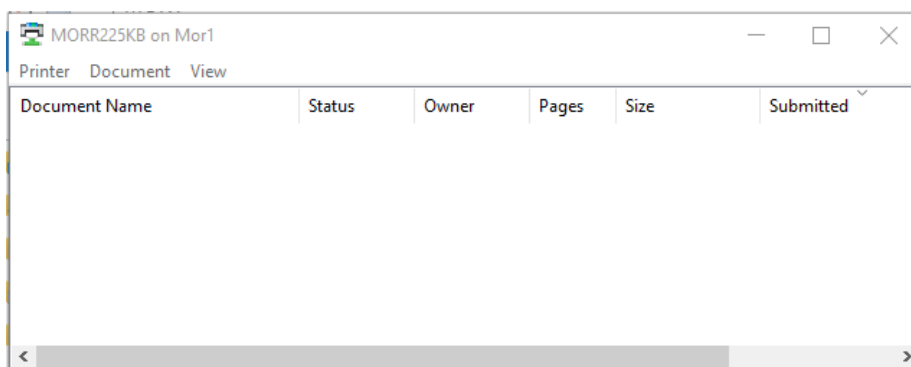 MORR225KB on Mor1
Printer Document View
Document Name Status Owner Pages Size Submitted